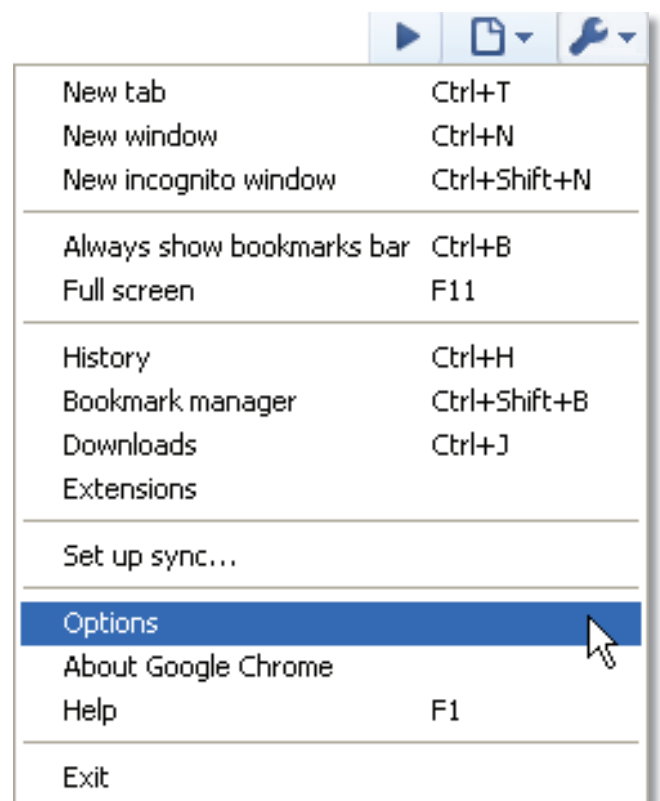 New tab Ctrl+T
New window Ctrl+N
New incognito window Ctrl+Shift+N
Always show bookmarks bar Ctrl+B
Full screen F11
History Ctrl+H
Bookmark manager Ctrl+Shift+B
Downloads Ctrl+J
Extensions
Set up sync...
Options
About Google Chrome
Help F1
Exit